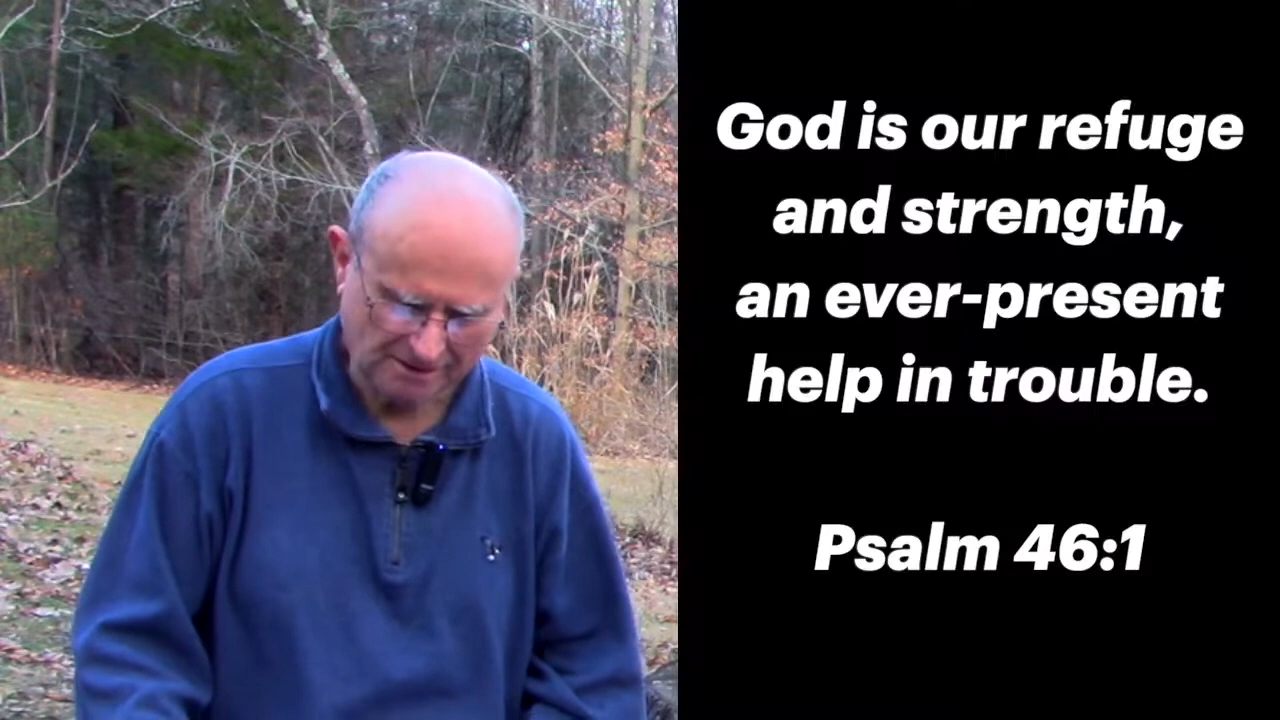 God is our refuge
and strength,
an ever-present
help in trouble.
Psalm 46:1